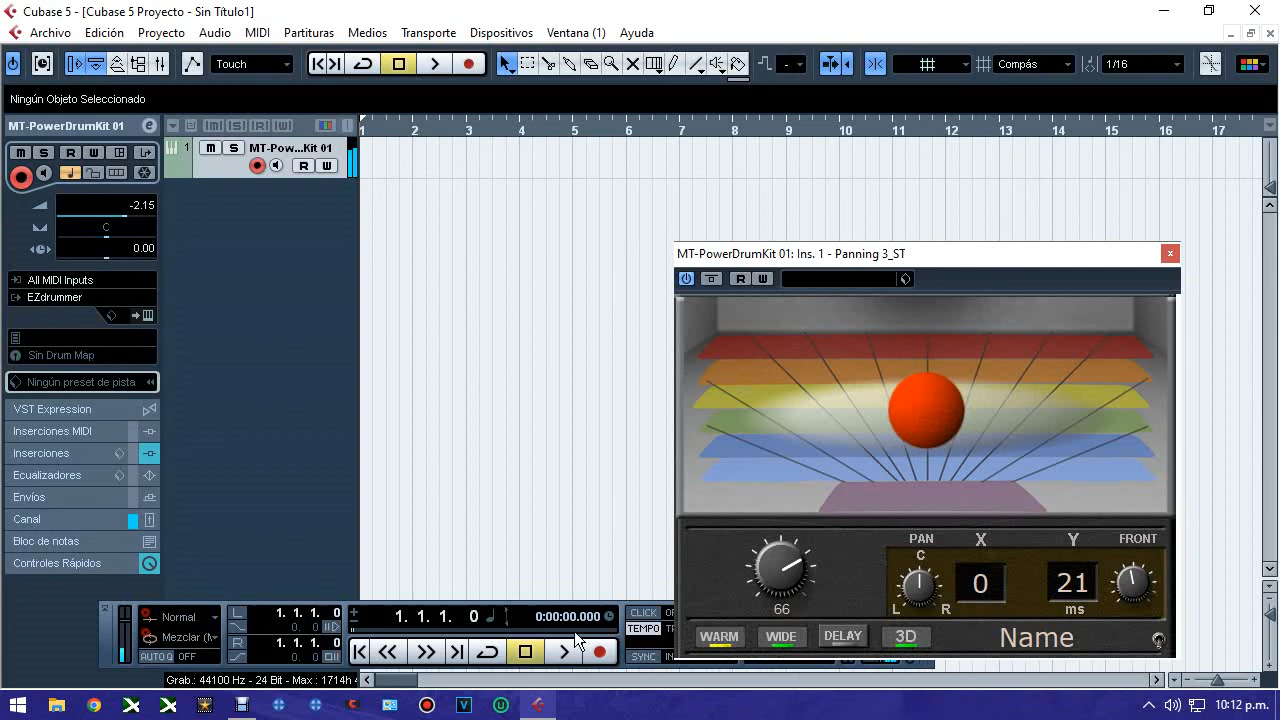 Cubase 5 - [Cubase 5 Proyecto - Sin Título1]
Archivo Edición Proyecto Audio MIDI Partituras Medios Transporte Dispositivos Ventana (1) Ayuda
Touch Compás 1/16
Ningún Objeto Seleccionado
MT-PowerDrumKit 01
1 2 3 4 5 6 7 8 9 10 11 12 13 14 15 16 17
M S R W
1 M S MT-Pow...Kit 01
R W
-2.15
C
0.00
All MIDI Inputs
EZdrummer
Sin Drum Map
Ningún preset de pista
VST Expression
Inserciones MIDI
Inserciones
Ecualizadores
Envíos
Canal
Bloc de notas
Controles Rápidos
MT-PowerDrumKit 01: Ins. 1 - Panning 3_ST
R W
PAN X Y FRONT
C
0 21
L R ms
66
WARM WIDE DELAY 3D Name
Normal
Mezclar (M
AUTO Q OFF
L 1. 1. 1. 0
0. 0
R 1. 1. 1. 0
0. 0
1. 1. 1. 0 0:00:00.000
CLICK
TEMPO
SYNC
Grab.: 44100 Hz - 24 Bit - Max : 1714h
10:12 p.m.